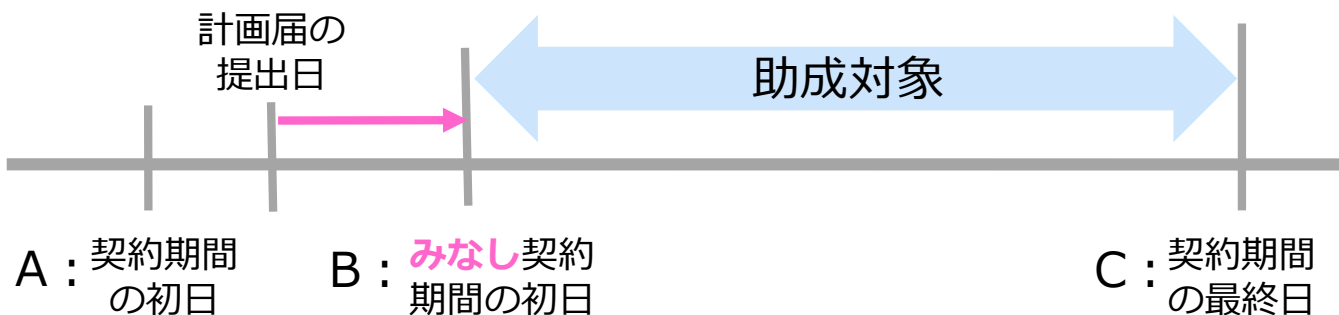 計画届の
提出日
助成対象
A：契約期間
の初日
B：みなし契約
期間の初日
C：契約期間
の最終日